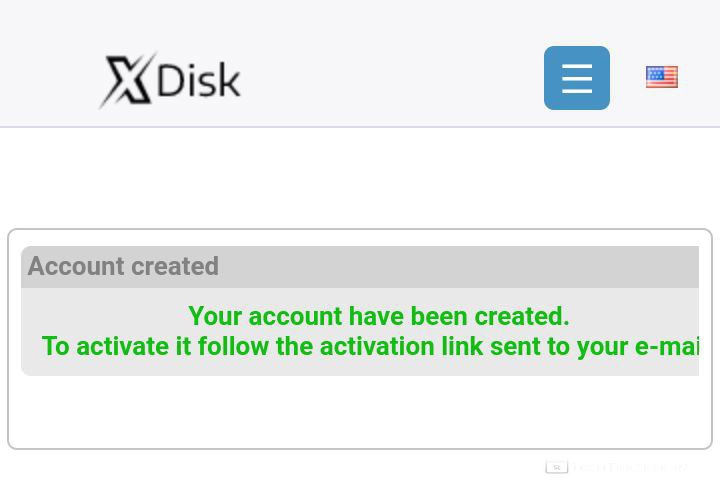 XDisk
Account created
Your account have been created.
To activate it follow the activation link sent to your e-mai